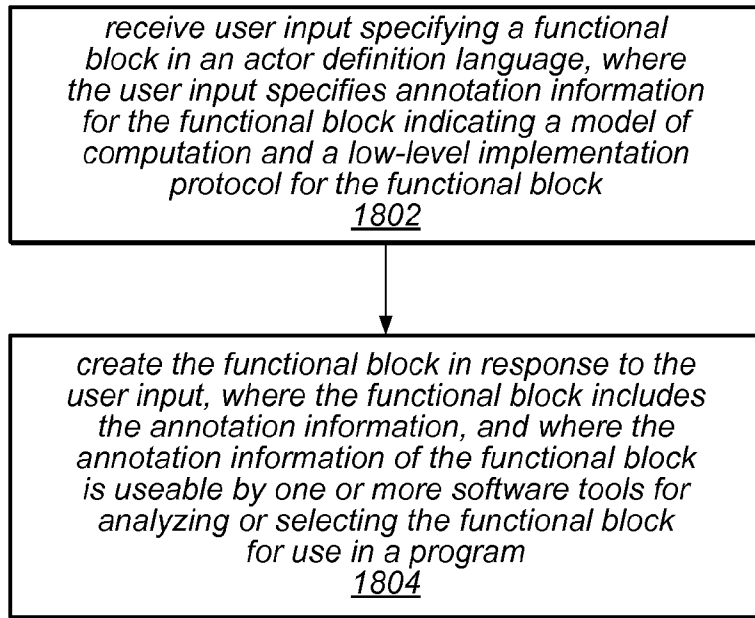 receive user input specifying a functional
block in an actor definition language, where
the user input specifies annotation information
for the functional block indicating a model of
computation and a low-level implementation
protocol for the functional block
1802
create the functional block in response to the
user input, where the functional block includes
the annotation information, and where the
annotation information of the functional block
is useable by one or more software tools for
analyzing or selecting the functional block
for use in a program
1804